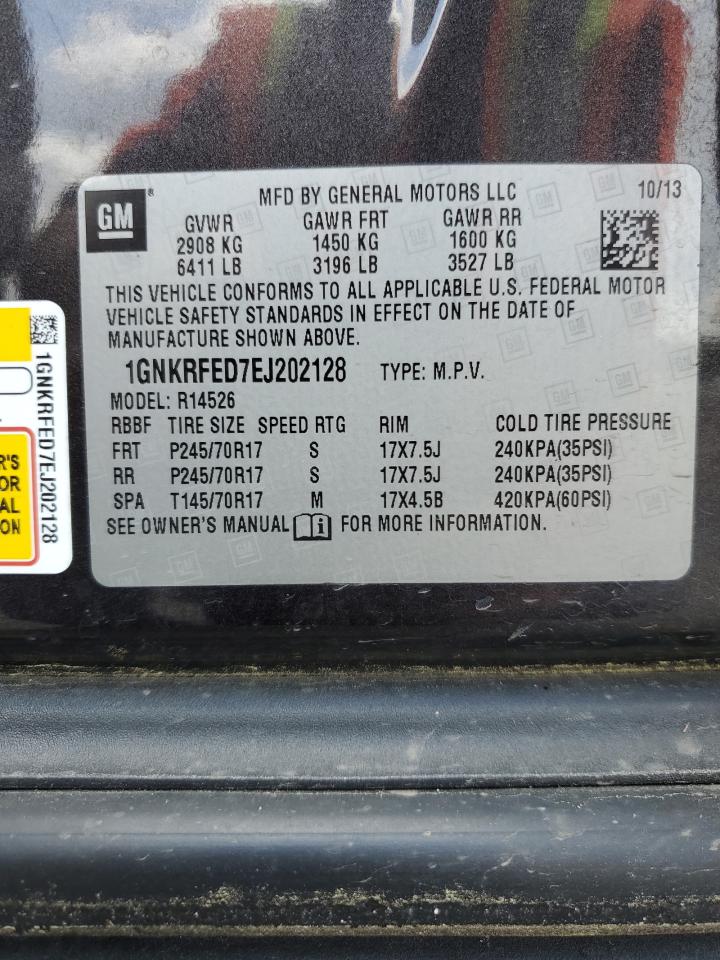 GM®
MFD BY GENERAL MOTORS LLC 10/13
GVWR GAWR FRT GAWR RR
2908 KG 1450 KG 1600 KG
6411 LB 3196 LB 3527 LB
THIS VEHICLE CONFORMS TO ALL APPLICABLE U.S. FEDERAL MOTOR
VEHICLE SAFETY STANDARDS IN EFFECT ON THE DATE OF
MANUFACTURE SHOWN ABOVE.
1GNKRFED7EJ202128 TYPE: M.P.V.
MODEL: R14526
RBBF TIRE SIZE SPEED RTG RIM COLD TIRE PRESSURE
FRT P245/70R17 S 17X7.5J 240KPA(35PSI)
RR P245/70R17 S 17X7.5J 240KPA(35PSI)
SPA T145/70R17 M 17X4.5B 420KPA(60PSI)
SEE OWNER'S MANUAL FOR MORE INFORMATION.
1GNKRFED7EJ202128
R'S
OR
AL
ON